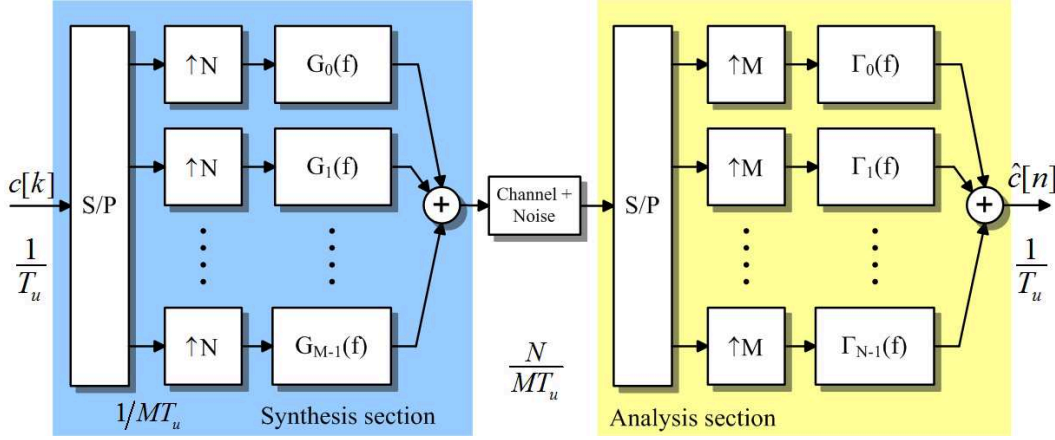 c[k]
1
T_u
S/P
↑N
G_0(f)
↑N
G_1(f)
↑N
G_{M-1}(f)
+
1/MT_u
Synthesis section
Channel +
Noise
N
MT_u
S/P
↑M
Γ_0(f)
↑M
Γ_1(f)
↑M
Γ_{N-1}(f)
+
Analysis section
ĉ[n]
1
T_u